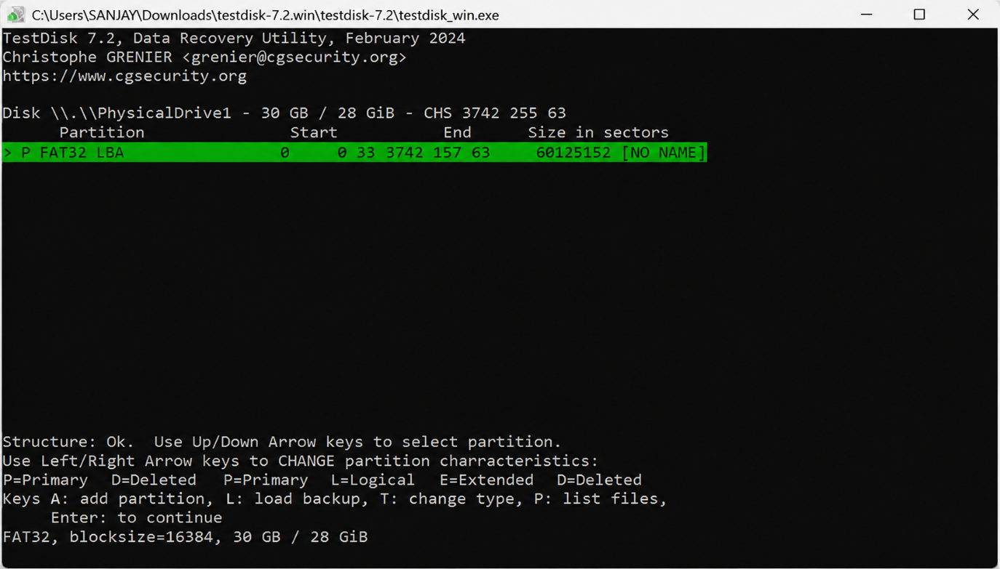 C:\Users\SANJAY\Downloads\testdisk-7.2.win\testdisk-7.2\testdisk_win.exe
TestDisk 7.2, Data Recovery Utility, February 2024
Christophe GRENIER <grenier@cgsecurity.org>
https://www.cgsecurity.org
Disk \\.\\PhysicalDrive1 - 30 GB / 28 GiB - CHS 3742 255 63
Partition Start End Size in sectors
> P FAT32 LBA 0 0 33 3742 157 63 60125152 [NO NAME]
Structure: Ok. Use Up/Down Arrow keys to select partition.
Use Left/Right Arrow keys to CHANGE partition charracteristics:
P=Primary D=Deleted P=Primary L=Logical E=Extended D=Deleted
Keys A: add partition, L: load backup, T: change type, P: list files,
Enter: to continue
FAT32, blocksize=16384, 30 GB / 28 GiB